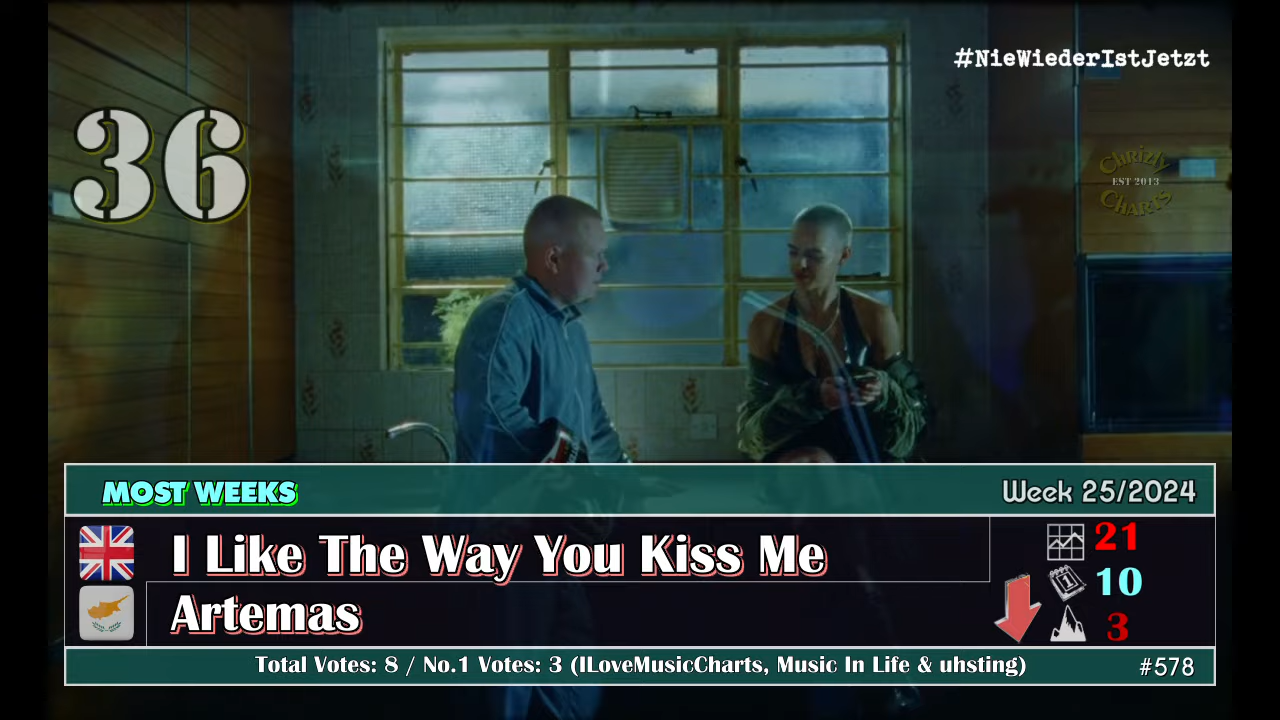 #NieWiederIstJetzt
36
Chrizly
EST 2013
Charts
MOST WEEKS
Week 25/2024
I Like The Way You Kiss Me
21
1
10
Artemas
3
Total Votes: 8 / No.1 Votes: 3 (ILoveMusicCharts, Music In Life & uhsting)
#578